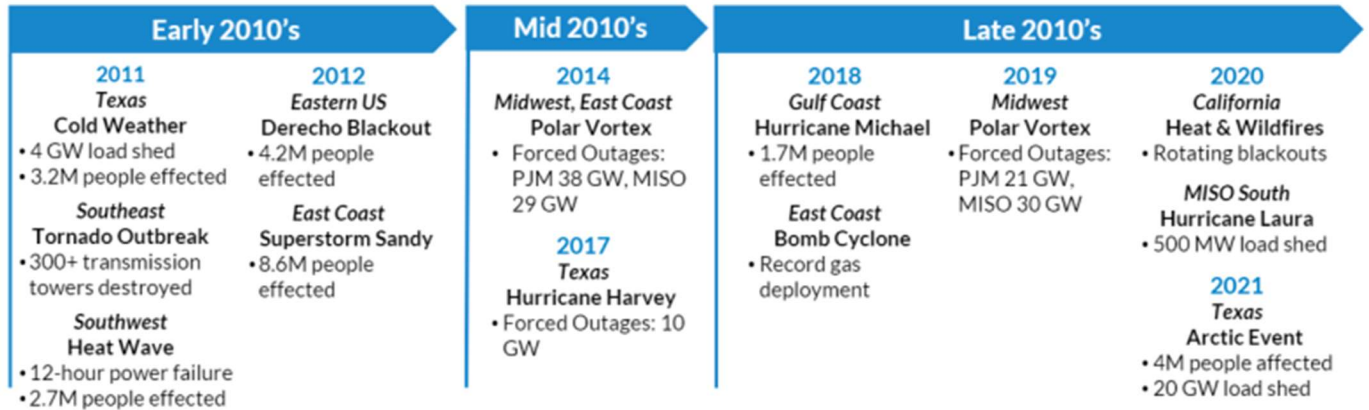 Early 2010's
2011
Texas
Cold Weather
• 4 GW load shed
• 3.2M people effected
Southeast
Tornado Outbreak
• 300+ transmission
towers destroyed
Southwest
Heat Wave
• 12-hour power failure
• 2.7M people effected
2012
Eastern US
Derecho Blackout
• 4.2M people
effected
East Coast
Superstorm Sandy
• 8.6M people
effected
Mid 2010's
2014
Midwest, East Coast
Polar Vortex
• Forced Outages:
PJM 38 GW, MISO
29 GW
2017
Texas
Hurricane Harvey
• Forced Outages: 10
GW
Late 2010's
2018
Gulf Coast
Hurricane Michael
• 1.7M people
effected
East Coast
Bomb Cyclone
• Record gas
deployment
2019
Midwest
Polar Vortex
• Forced Outages:
PJM 21 GW,
MISO 30 GW
2020
California
Heat & Wildfires
• Rotating blackouts
MISO South
Hurricane Laura
• 500 MW load shed
2021
Texas
Arctic Event
• 4M people affected
• 20 GW load shed